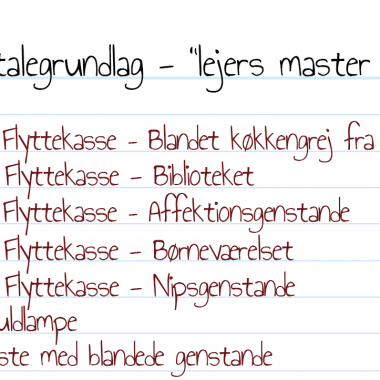 talegrundlag - "lejers master
Flyttekasse - Blandet køkkengrej fra
Flyttekasse - Biblioteket
Flyttekasse - Affektionsgenstande
Flyttekasse - Børneværelset
Flyttekasse - Nipsgenstande
uldlampe
ste med blandede genstande